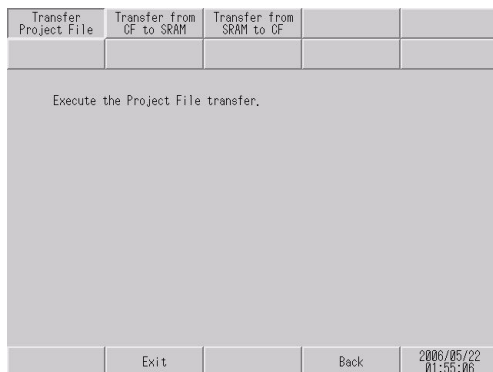 Transfer
Project File
Transfer from
CF to SRAM
Transfer from
SRAM to CF
Execute the Project File transfer.
Exit
Back
2006/05/22
01:55:06